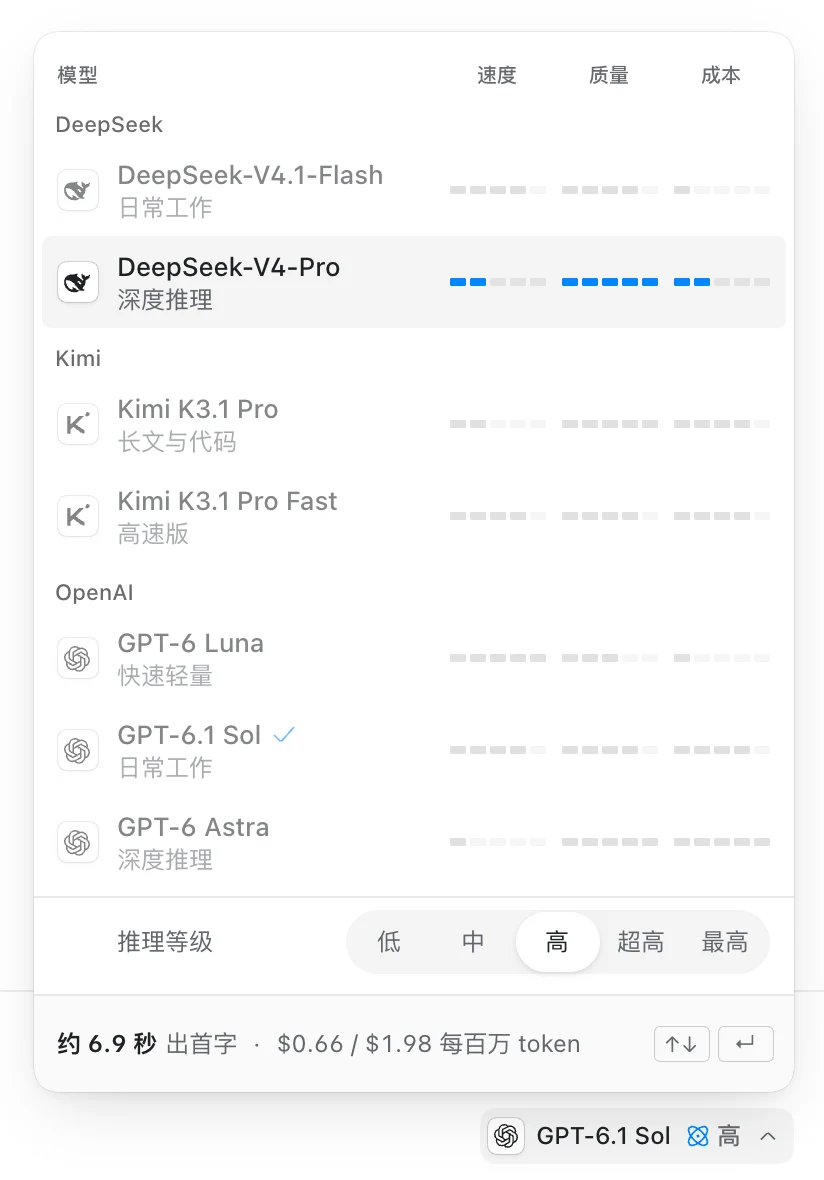 模型 速度 质量 成本
DeepSeek
DeepSeek-V4.1-Flash
日常工作
DeepSeek-V4-Pro
深度推理
Kimi
Kimi K3.1 Pro
长文与代码
Kimi K3.1 Pro Fast
高速版
OpenAI
GPT-6 Luna
快速轻量
GPT-6.1 Sol ✓
日常工作
GPT-6 Astra
深度推理
推理等级 低 中 高 超高 最高
约 6.9 秒 出首字 · $0.66 / $1.98 每百万 token ↑↓ ↵
GPT-6.1 Sol 高